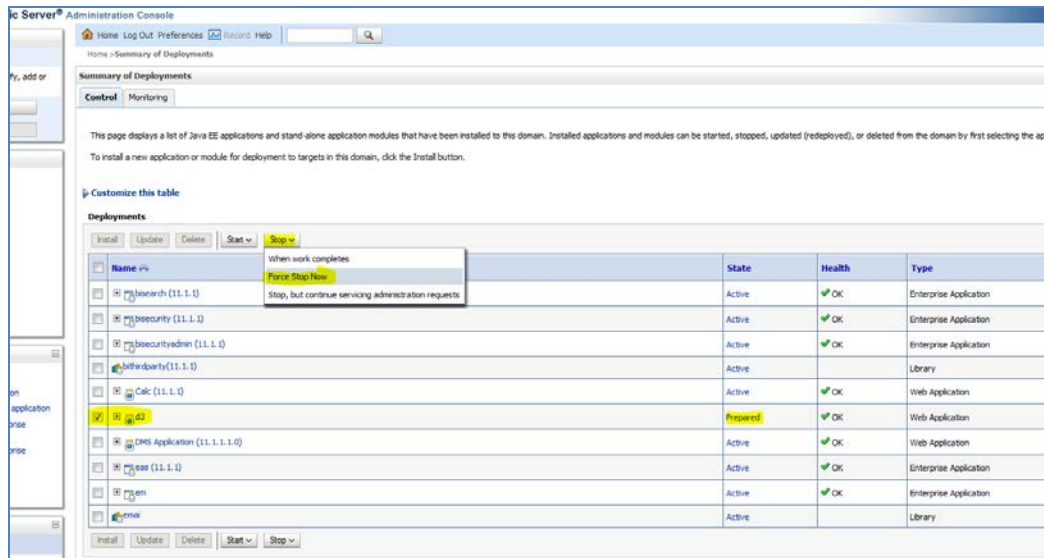 ic Server® Administration Console
Home Log Out Preferences Record Help
Home >Summary of Deployments
fy, add or
Summary of Deployments
Control Monitoring
This page displays a list of Java EE applications and stand-alone application modules that have been installed to this domain. Installed applications and modules can be started, stopped, updated (redeployed), or deleted from the domain by first selecting the ap
To install a new application or module for deployment to targets in this domain, click the Install button.
Customize this table
Deployments
Install Update Delete Start Stop
When work completes
Force Stop Now
Stop, but continue servicing administration requests
Name State Health Type
bisearch (11.1.1) Active OK Enterprise Application
bisecurity (11.1.1) Active OK Enterprise Application
bisecurityadmin (11.1.1) Active OK Enterprise Application
bithirdparty(11.1.1) Active Library
on
Calc (11.1.1) Active OK Web Application
application
prise
d2 Prepared OK Web Application
DMS Application (11.1.1.1.0) Active OK Web Application
prise
eas (11.1.1) Active OK Enterprise Application
em Active OK Enterprise Application
emai Active Library
Install Update Delete Start Stop